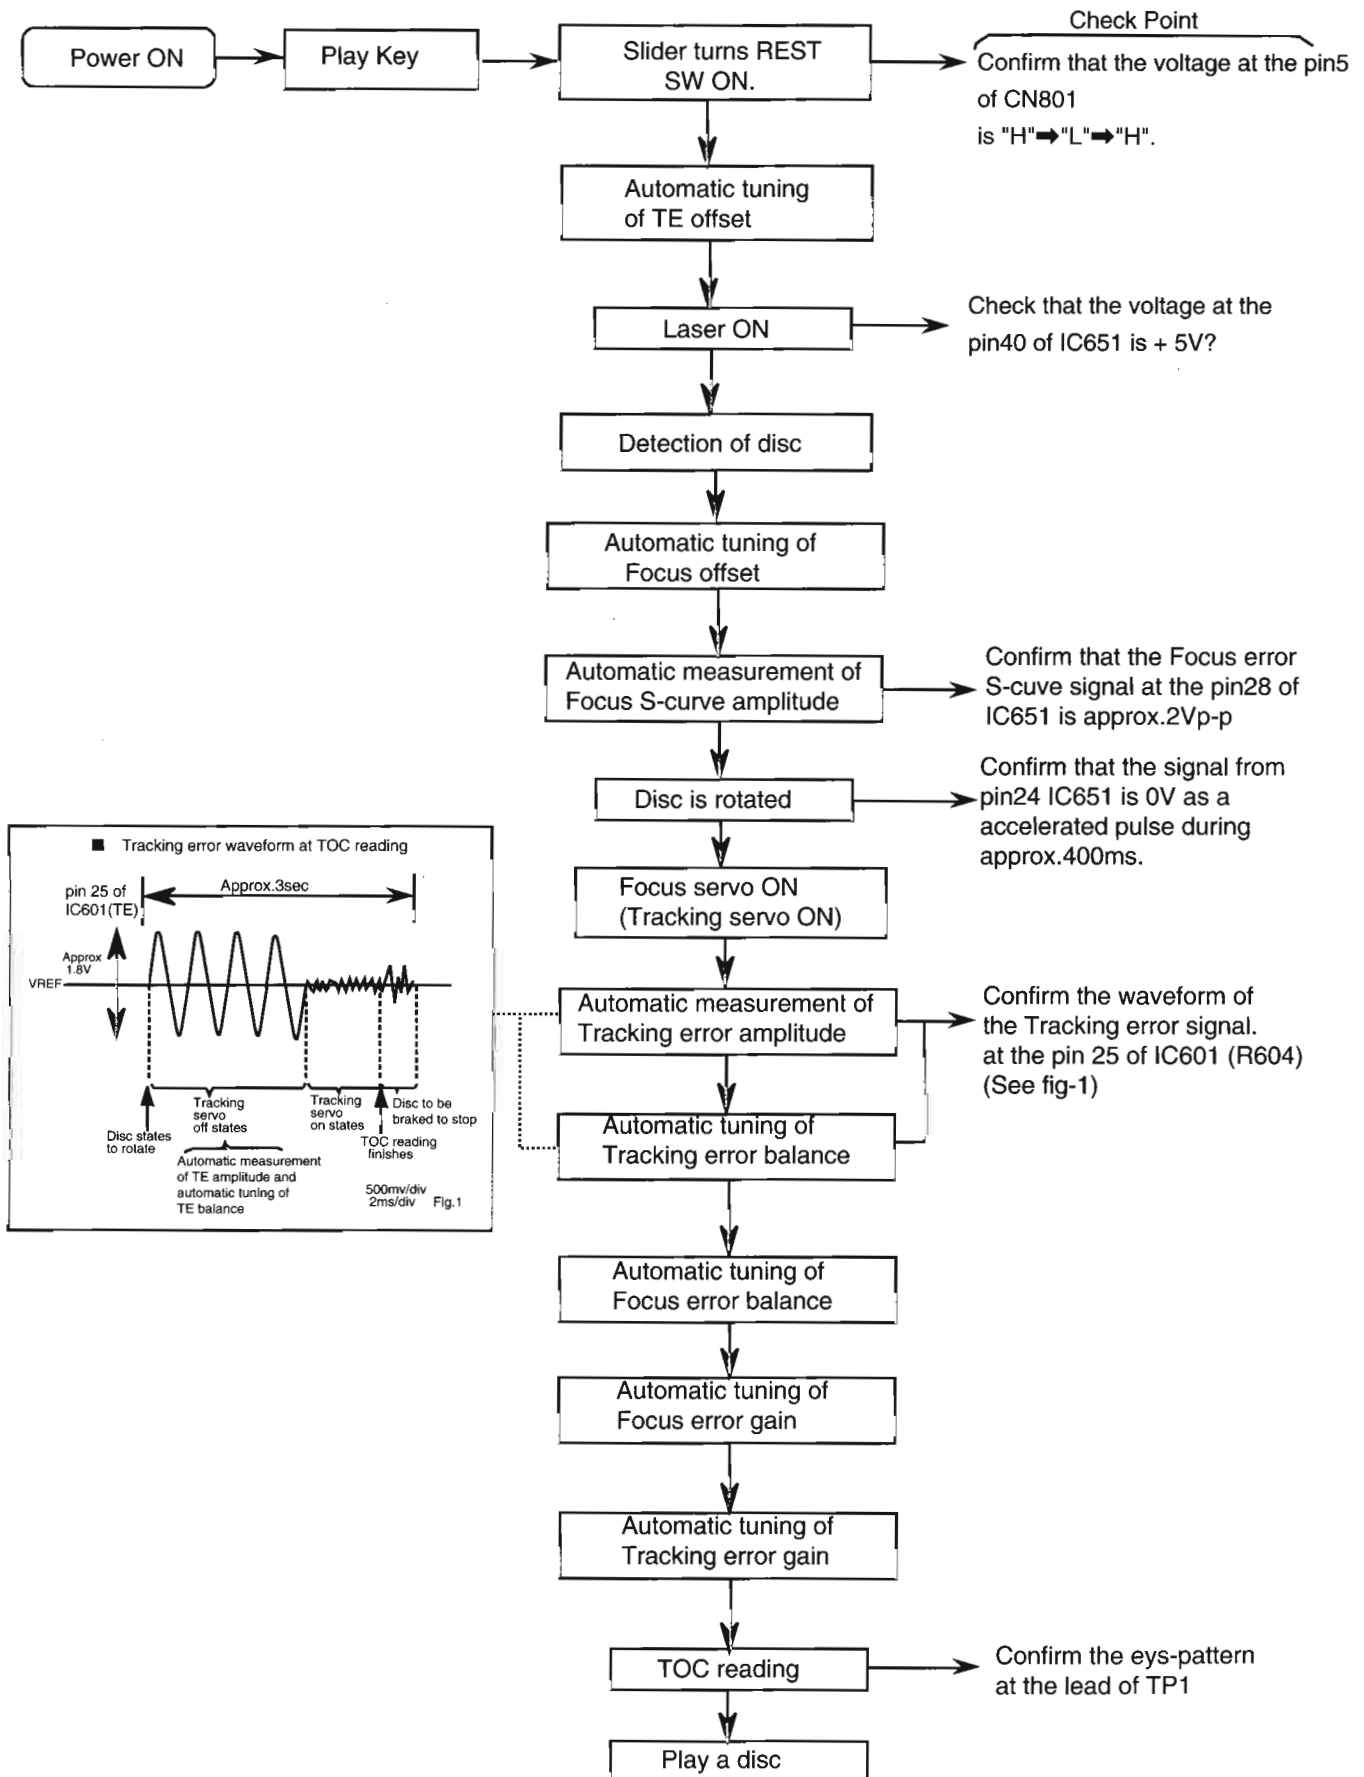 Check Point
Power ON
Play Key
Slider turns REST
SW ON.
Confirm that the voltage at the pin5
of CN801
is "H"➡"L"➡"H".
Automatic tuning
of TE offset
Laser ON
Check that the voltage at the
pin40 of IC651 is + 5V?
Detection of disc
Automatic tuning of
Focus offset
Automatic measurement of
Focus S-curve amplitude
Confirm that the Focus error
S-cuve signal at the pin28 of
IC651 is approx.2Vp-p
Disc is rotated
Confirm that the signal from
pin24 IC651 is 0V as a
accelerated pulse during
approx.400ms.
Focus servo ON
(Tracking servo ON)
■ Tracking error waveform at TOC reading
pin 25 of
IC601(TE)
Approx.3sec
Approx
1.8V
VREF
Disc states
to rotate
Tracking
servo
off states
Tracking
servo
on states
Disc to be
braked to stop
TOC reading
finishes
Automatic measurement
of TE amplitude and
automatic tuning of
TE balance
500mv/div
2ms/div
Fig.1
Automatic measurement of
Tracking error amplitude
Confirm the waveform of
the Tracking error signal.
at the pin 25 of IC601 (R604)
(See fig-1)
Automatic tuning of
Tracking error balance
Automatic tuning of
Focus error balance
Automatic tuning of
Focus error gain
Automatic tuning of
Tracking error gain
TOC reading
Confirm the eys-pattern
at the lead of TP1
Play a disc